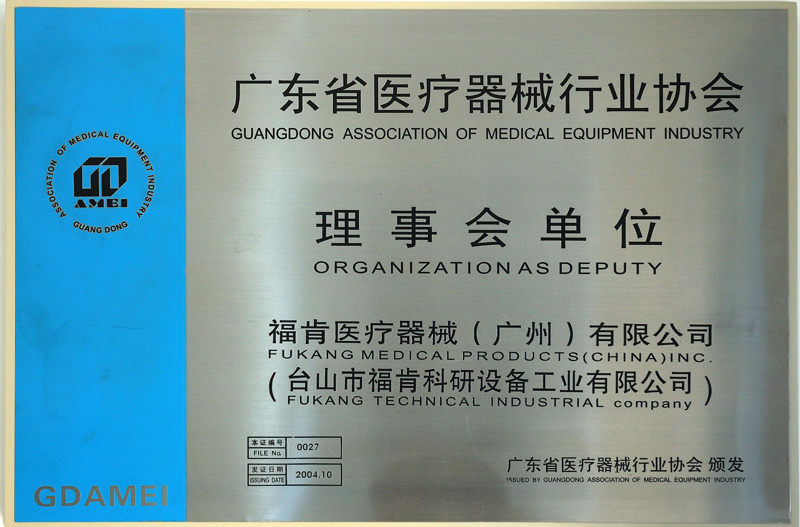 广东省医疗器械行业协会
GUANGDONG ASSOCIATION OF MEDICAL EQUIPMENT INDUSTRY
ASSOCIATION OF MEDICAL EQUIPMENT INDUSTRY
AMEI
GUANG DONG
理事会单位
ORGANIZATION AS DEPUTY
福肯医疗器械（广州）有限公司
FUKANG MEDICAL PRODUCTS(CHINA)INC.
（台山市福肯科研设备工业有限公司）
FUKANG TECHNICAL INDUSTRIAL company
本证编号
FILE No. 0027
发证日期
ISSUING DATE 2004.10
广东省医疗器械行业协会 颁发
ISSUED BY GUANGDONG ASSOCIATION OF MEDICAL EQUIPMENT INDUSTRY
GDAMEI